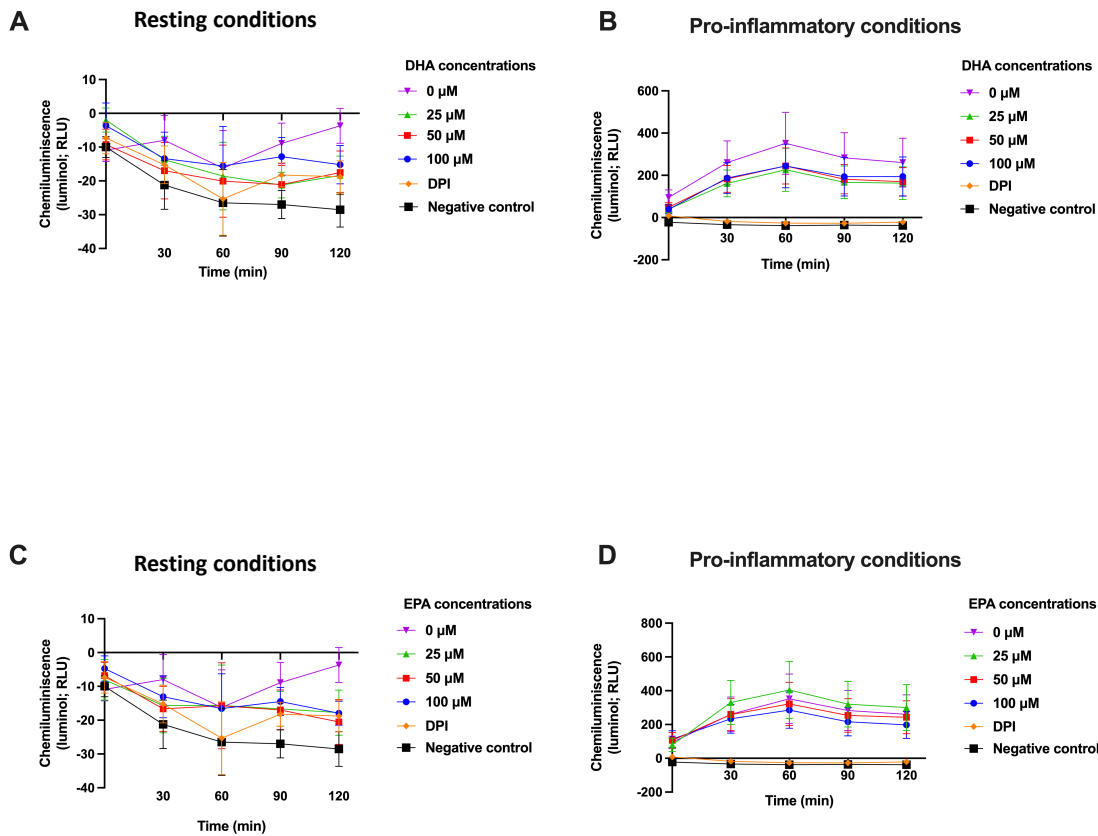 A
Resting conditions
DHA concentrations
0 µM
25 µM
50 µM
100 µM
DPI
Negative control
Chemiluminiscence
(luminol; RLU)
10
0
-10
-20
-30
-40
30
60
90
120
Time (min)
B
Pro-inflammatory conditions
DHA concentrations
0 µM
25 µM
50 µM
100 µM
DPI
Negative control
Chemiluminiscence
(luminol; RLU)
600
400
200
0
-200
30
60
90
120
Time (min)
C
Resting conditions
EPA concentrations
0 µM
25 µM
50 µM
100 µM
DPI
Negative control
Chemiluminiscence
(luminol; RLU)
10
0
-10
-20
-30
-40
30
60
90
120
Time (min)
D
Pro-inflammatory conditions
EPA concentrations
0 µM
25 µM
50 µM
100 µM
DPI
Negative control
Chemiluminiscence
(luminol; RLU)
800
600
400
200
0
-200
30
60
90
120
Time (min)